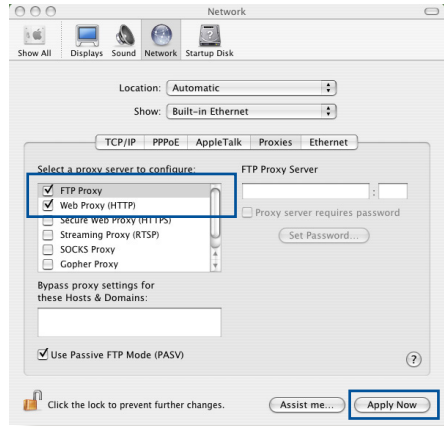 Network
Show All Displays Sound Network Startup Disk
Location: Automatic
Show: Built-in Ethernet
TCP/IP PPPoE AppleTalk Proxies Ethernet
Select a proxy server to configure: FTP Proxy Server
FTP Proxy
Web Proxy (HTTP)
Secure Web Proxy (HTTPS)
Streaming Proxy (RTSP)
SOCKS Proxy
Gopher Proxy
:
Proxy server requires password
Set Password...
Bypass proxy settings for
these Hosts & Domains:
Use Passive FTP Mode (PASV)
?
Click the lock to prevent further changes. Assist me... Apply Now